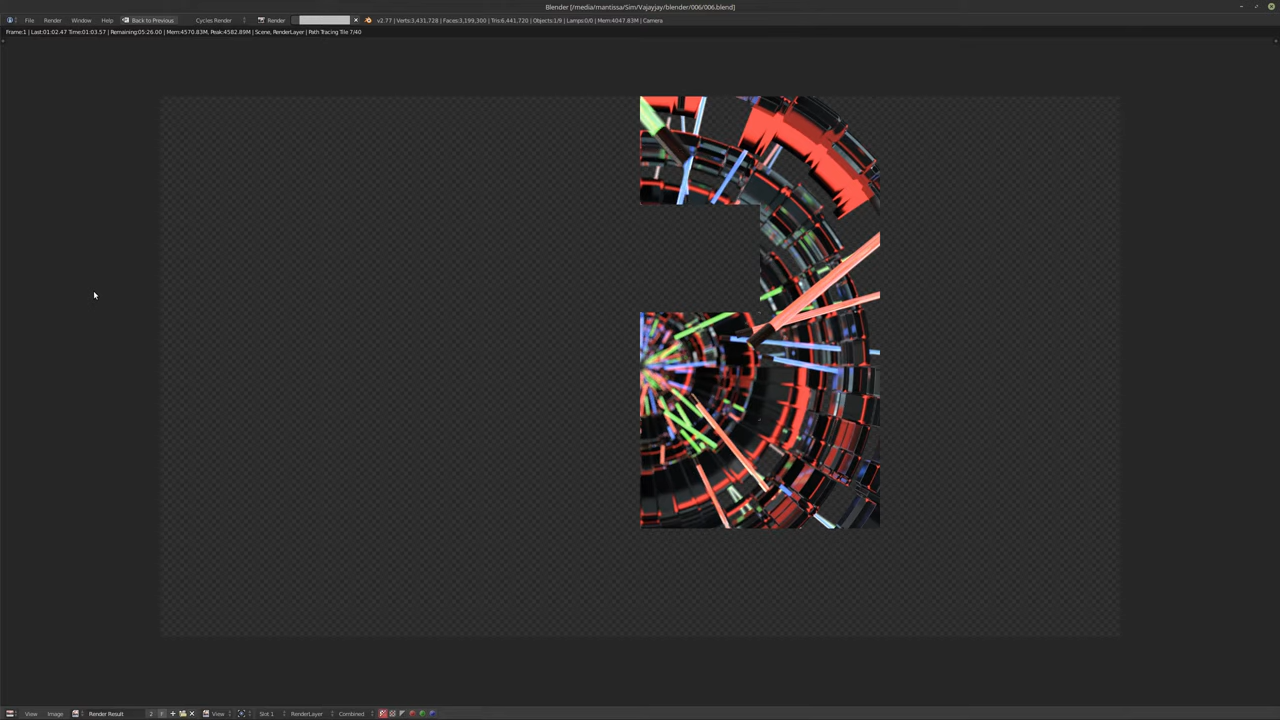 Blender [/media/mantissa/Sim/Vajayjay/blender/006/006.blend]
File Render Window Help Back to Previous Cycles Render Render v2.77 | Verts:3,431,728 | Faces:3,199,300 | Tris:6,441,720 | Objects:1/9 | Lamps:0/0 | Mem:4047.83M | Camera
Frame:1 | Last:01:02.47 Time:01:03.57 | Remaining:05:26.00 | Mem:4570.83M, Peak:4582.89M | Scene, RenderLayer | Path Tracing Tile 7/40
View Image Render Result 2 F View Slot 1 RenderLayer Combined